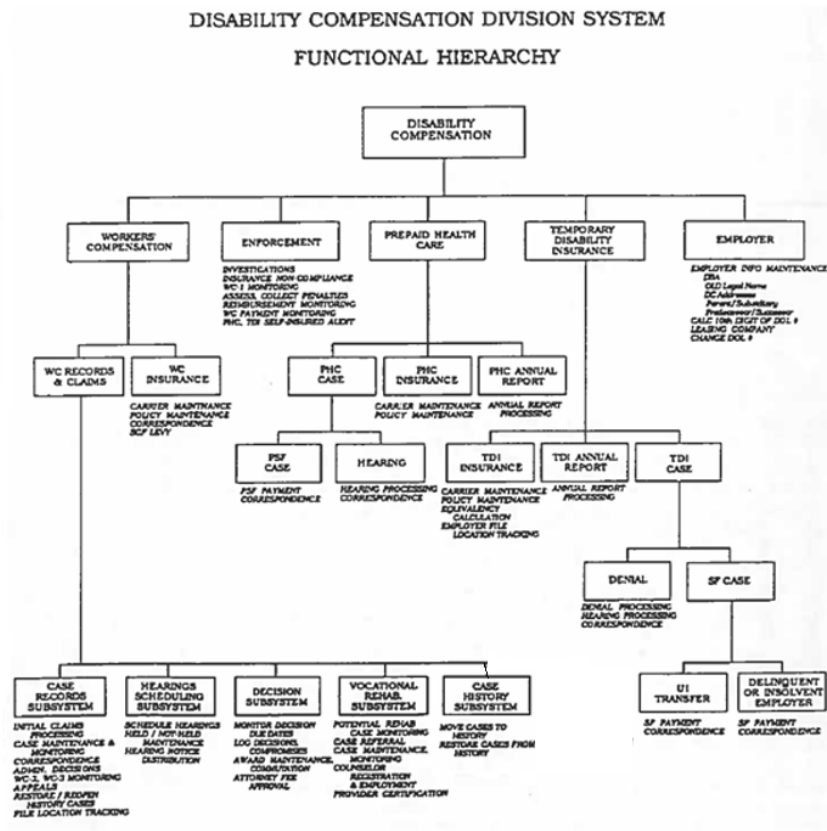 DISABILITY COMPENSATION DIVISION SYSTEM
FUNCTIONAL HIERARCHY
DISABILITY
COMPENSATION
WORKERS'
COMPENSATION
ENFORCEMENT
INVESTIGATIONS
INSURANCE NON-COMPLIANCE
WC-1 MONITORING
ASSESS, COLLECT PENALTIES
REIMBURSEMENT MONITORING
WC PAYMENT MONITORING
PHC, TDI SELF-INSURED AUDIT
PREPAID HEALTH
CARE
TEMPORARY
DISABILITY
INSURANCE
EMPLOYER
EMPLOYER INFO MAINTENANCE
DBA
OLD Legal Name
DC Addresses
Parent/Subsidiary
Predecessor/Successor
CALC 10th DIGIT OF DOL #
LEASING COMPANY
CHANGE DOL #
WC RECORDS
& CLAIMS
WC
INSURANCE
CARRIER MAINTNANCE
POLICY MAINTENANCE
CORRESPONDENCE
SCF LEVY
PHC
CASE
PHC
INSURANCE
CARRIER MAINTENANCE
POLICY MAINTENANCE
PHC ANNUAL
REPORT
ANNUAL REPORT
PROCESSING
PSF
CASE
PSF PAYMENT
CORRESPONDENCE
HEARING
HEARING PROCESSING
CORRESPONDENCE
TDI
INSURANCE
CARRIER MAINTENANCE
POLICY MAINTENANCE
EQUIVALENCY
CALCULATION
EMPLOYER FILE
LOCATION TRACKING
TDI ANNUAL
REPORT
ANNUAL REPORT
PROCESSING
TDI
CASE
DENIAL
DENIAL PROCESSING
HEARING PROCESSING
CORRESPONDENCE
SF CASE
CASE
RECORDS
SUBSYSTEM
INITIAL CLAIMS
PROCESSING
CASE MAINTENANCE &
MONITORING
CORRESPONDENCE
ADMIN. DECISIONS
WC-2, WC-3 MONITORING
APPEALS
RESTORE / REOPEN
HISTORY CASES
FILE LOCATION TRACKING
HEARINGS
SCHEDULING
SUBSYSTEM
SCHEDULE HEARINGS
HELD / NOT-HELD
MAINTENANCE
HEARING NOTICE
DISTRIBUTION
DECISION
SUBSYSTEM
MONITOR DECISION
DUE DATES
LOG DECISIONS,
COMPROMISES
AWARD MAINTENANCE,
COMMUTATION
ATTORNEY FEE
APPROVAL
VOCATIONAL
REHAB.
SUBSYSTEM
POTENTIAL REHAB
CASE MONITORING
CASE REFERRAL
CASE MAINTENANCE,
MONITORING
COUNSELOR
REGISTRATION
& EMPLOYMENT
PROVIDER CERTIFICATION
CASE
HISTORY
SUBSYSTEM
MOVE CASES TO
HISTORY
RESTORE CASES FROM
HISTORY
UI
TRANSFER
SF PAYMENT
CORRESPONDENCE
DELINQUENT
OR INSOLVENT
EMPLOYER
SF PAYMENT
CORRESPONDENCE